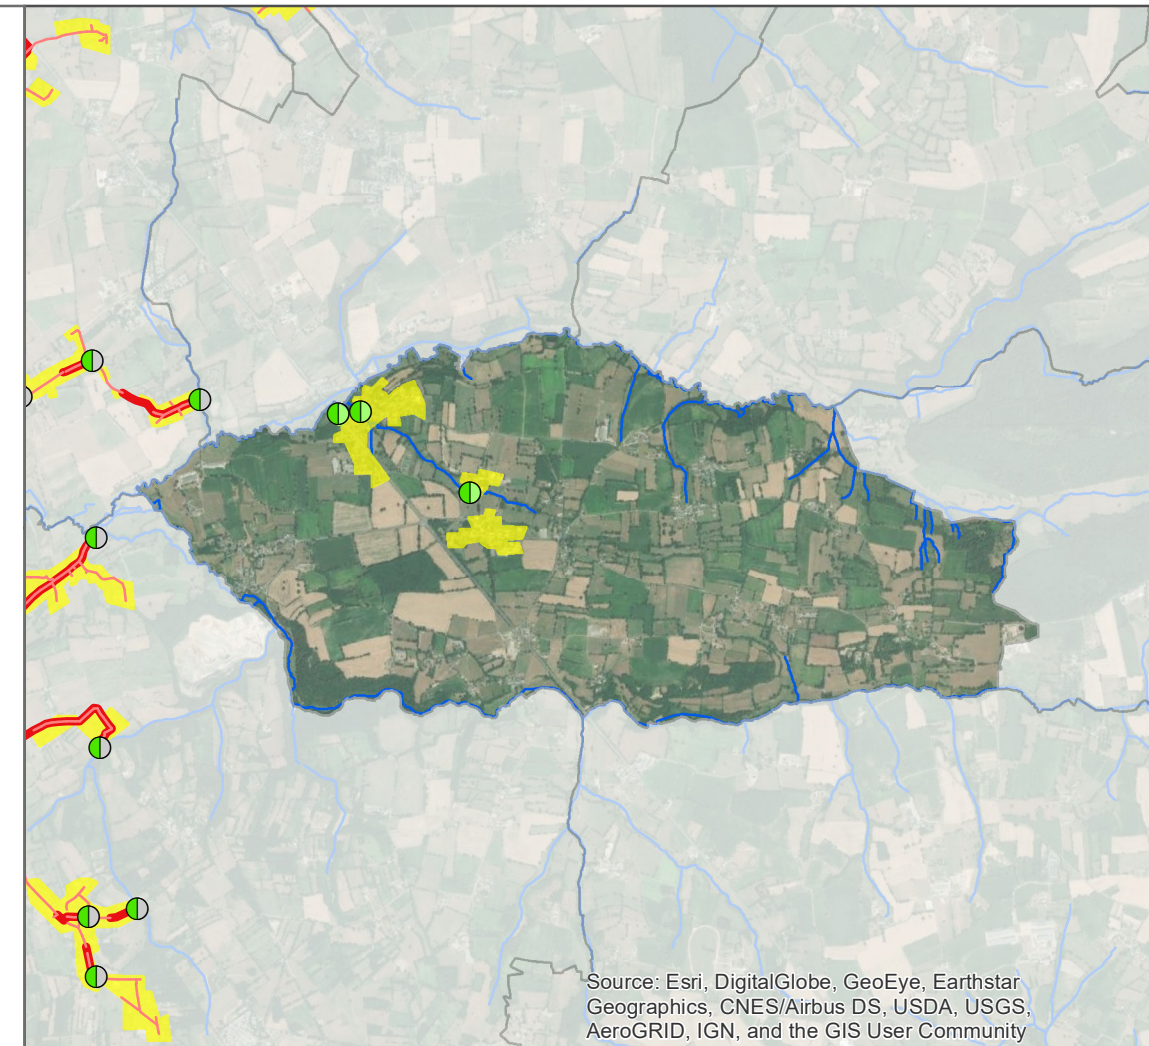 Source: Esri, DigitalGlobe, GeoEye, Earthstar
Geographics, CNES/Airbus DS, USDA, USGS,
AeroGRID, IGN, and the GIS User Community